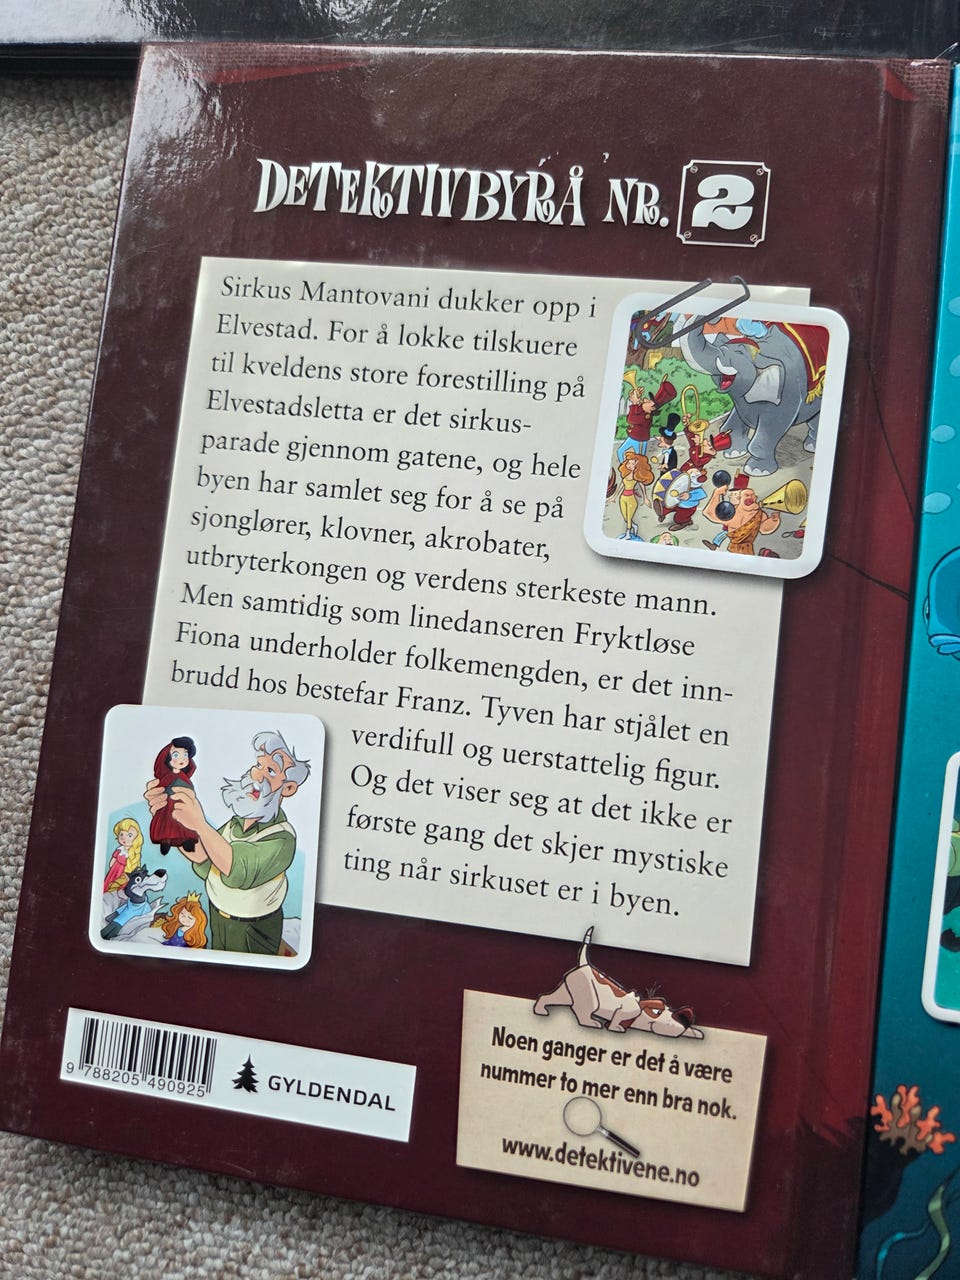 DETEKTIVBYRÅ NR. 2
Sirkus Mantovani dukker opp i
Elvestad. For å lokke tilskuere
til kveldens store forestilling på
Elvestadsletta er det sirkus-
parade gjennom gatene, og hele
byen har samlet seg for å se på
sjonglører, klovner, akrobater,
utbryterkongen og verdens sterkeste mann.
Men samtidig som linedanseren Fryktløse
Fiona underholder folkemengden, er det inn-
brudd hos bestefar Franz. Tyven har stjålet en
verdifull og uerstattelig figur.
Og det viser seg at det ikke er
første gang det skjer mystiske
ting når sirkuset er i byen.
9 788205 490925
GYLDENDAL
Noen ganger er det å være
nummer to mer enn bra nok.
www.detektivene.no